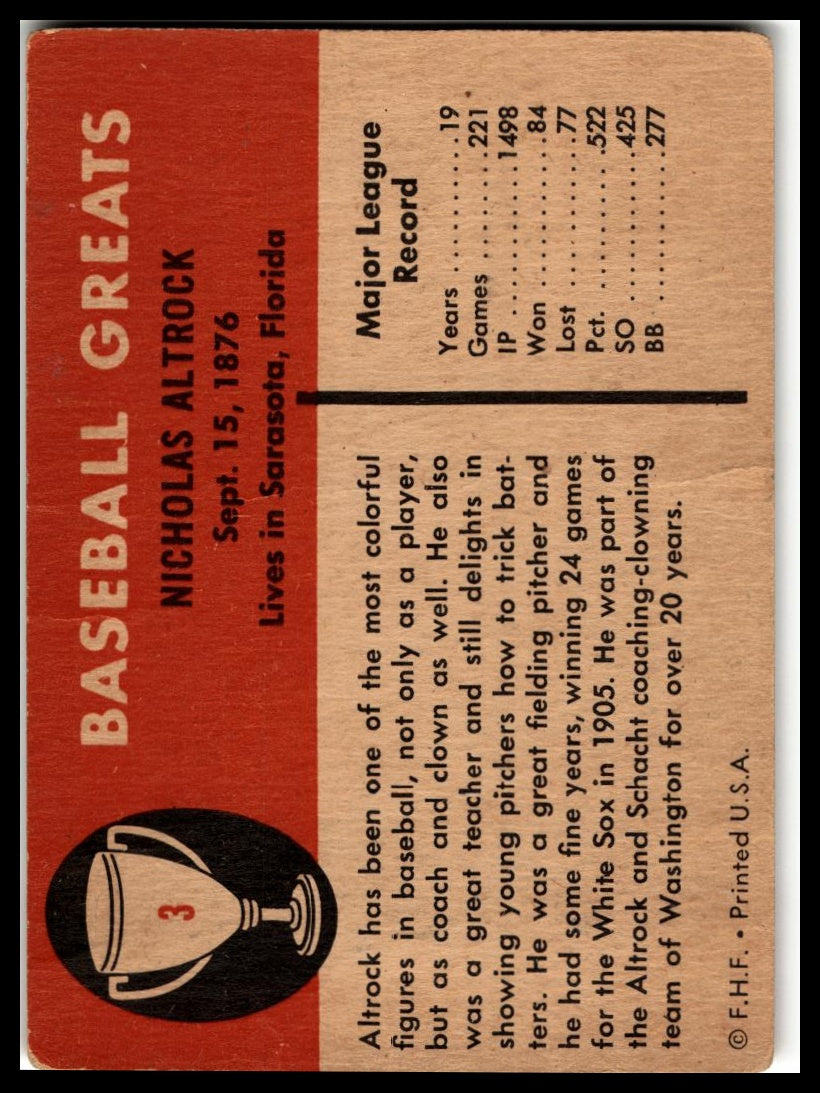 3
BASEBALL GREATS
NICHOLAS ALTROCK
Sept. 15, 1876
Lives in Sarasota, Florida
Altrock has been one of the most colorful
figures in baseball, not only as a player,
but as coach and clown as well. He also
was a great teacher and still delights in
showing young pitchers how to trick bat-
ters. He was a great fielding pitcher and
he had some fine years, winning 24 games
for the White Sox in 1905. He was part of
the Altrock and Schacht coaching-clowning
team of Washington for over 20 years.
© F.H.F. • Printed U.S.A.
Major League
Record
Years . . . . . . . . . . .19
Games . . . . . . . . .221
IP . . . . . . . . . . . .1498
Won . . . . . . . . . . .84
Lost . . . . . . . . . . . .77
Pct. . . . . . . . . . . .522
SO . . . . . . . . . . . .425
BB . . . . . . . . . . . .277